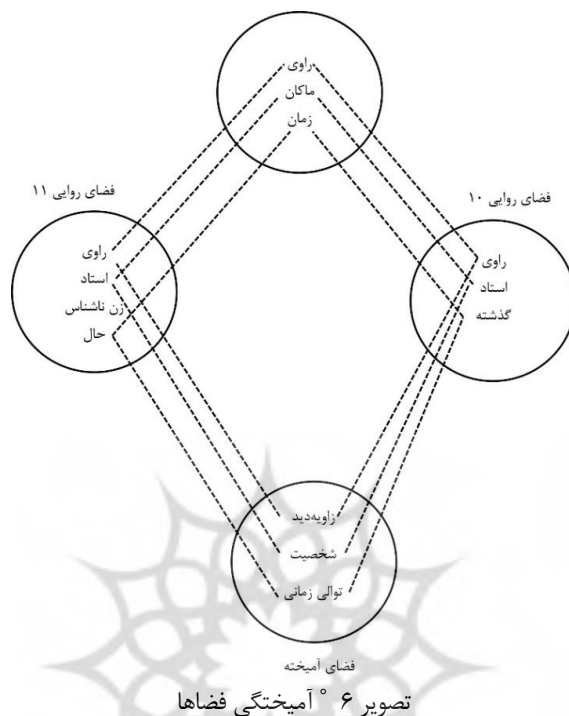 راوی
ماکان
زمان
فضای روایی ۱۰
راوی
استاد
گذشته
فضای روایی ۱۱
راوی
استاد
زن ناشناس
حال
زاویه‌دید
شخصیت
توالی زمانی
فضای آمیخته
تصویر ۶ ° آمیختگی فضاها